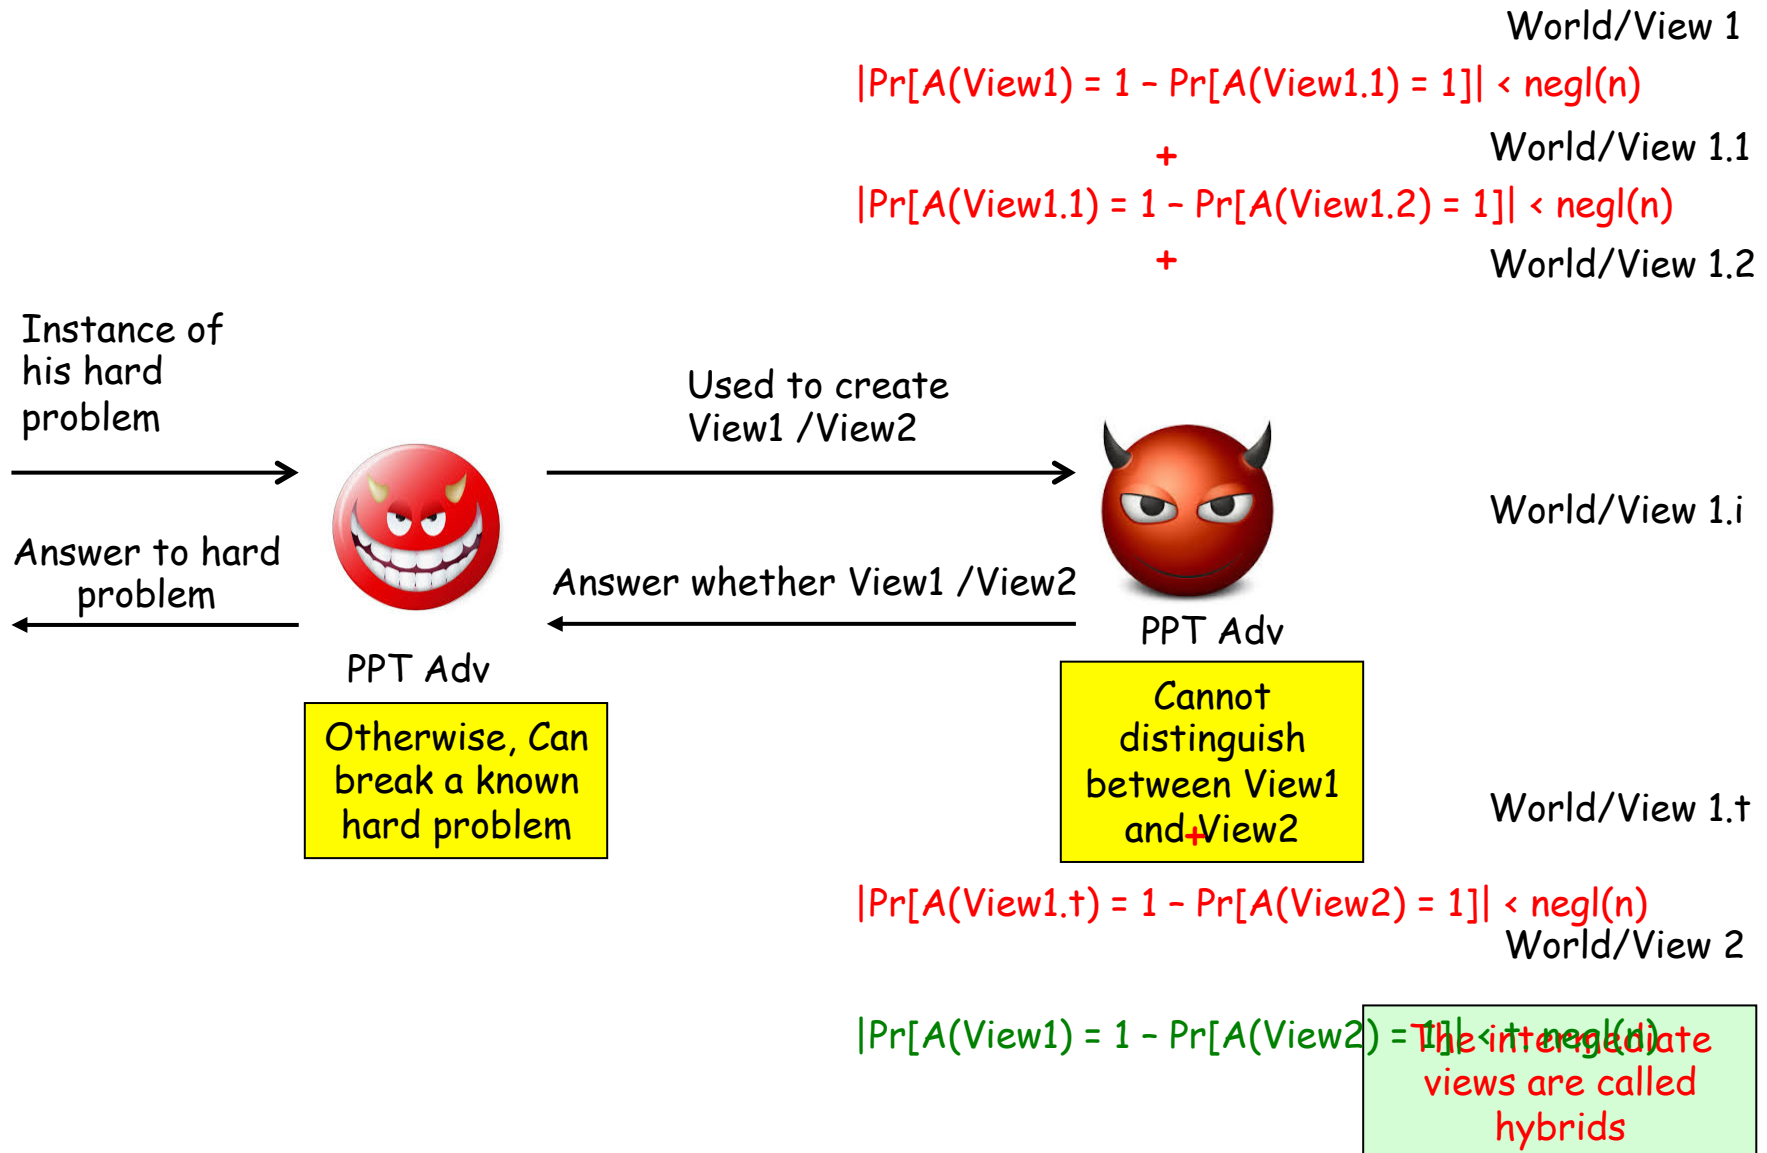 World/View 1
|Pr[A(View1) = 1 – Pr[A(View1.1) = 1]| < negl(n)
+
World/View 1.1
|Pr[A(View1.1) = 1 – Pr[A(View1.2) = 1]| < negl(n)
+
World/View 1.2
Instance of
his hard
problem
Used to create
View1 /View2
World/View 1.i
Answer to hard
problem
Answer whether View1 /View2
PPT Adv
PPT Adv
Otherwise, Can
break a known
hard problem
Cannot
distinguish
between View1
and View2
+
World/View 1.t
|Pr[A(View1.t) = 1 – Pr[A(View2) = 1]| < negl(n)
World/View 2
|Pr[A(View1) = 1 – Pr[A(View2) = 1]| < t. negl(n)
The intermediate
views are called
hybrids